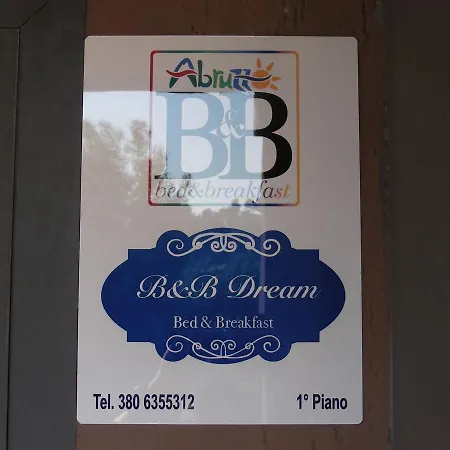 Abruzzo
B&B
bed&breakfast
B&B Dream
Bed & Breakfast
Tel. 380 6355312 1° Piano